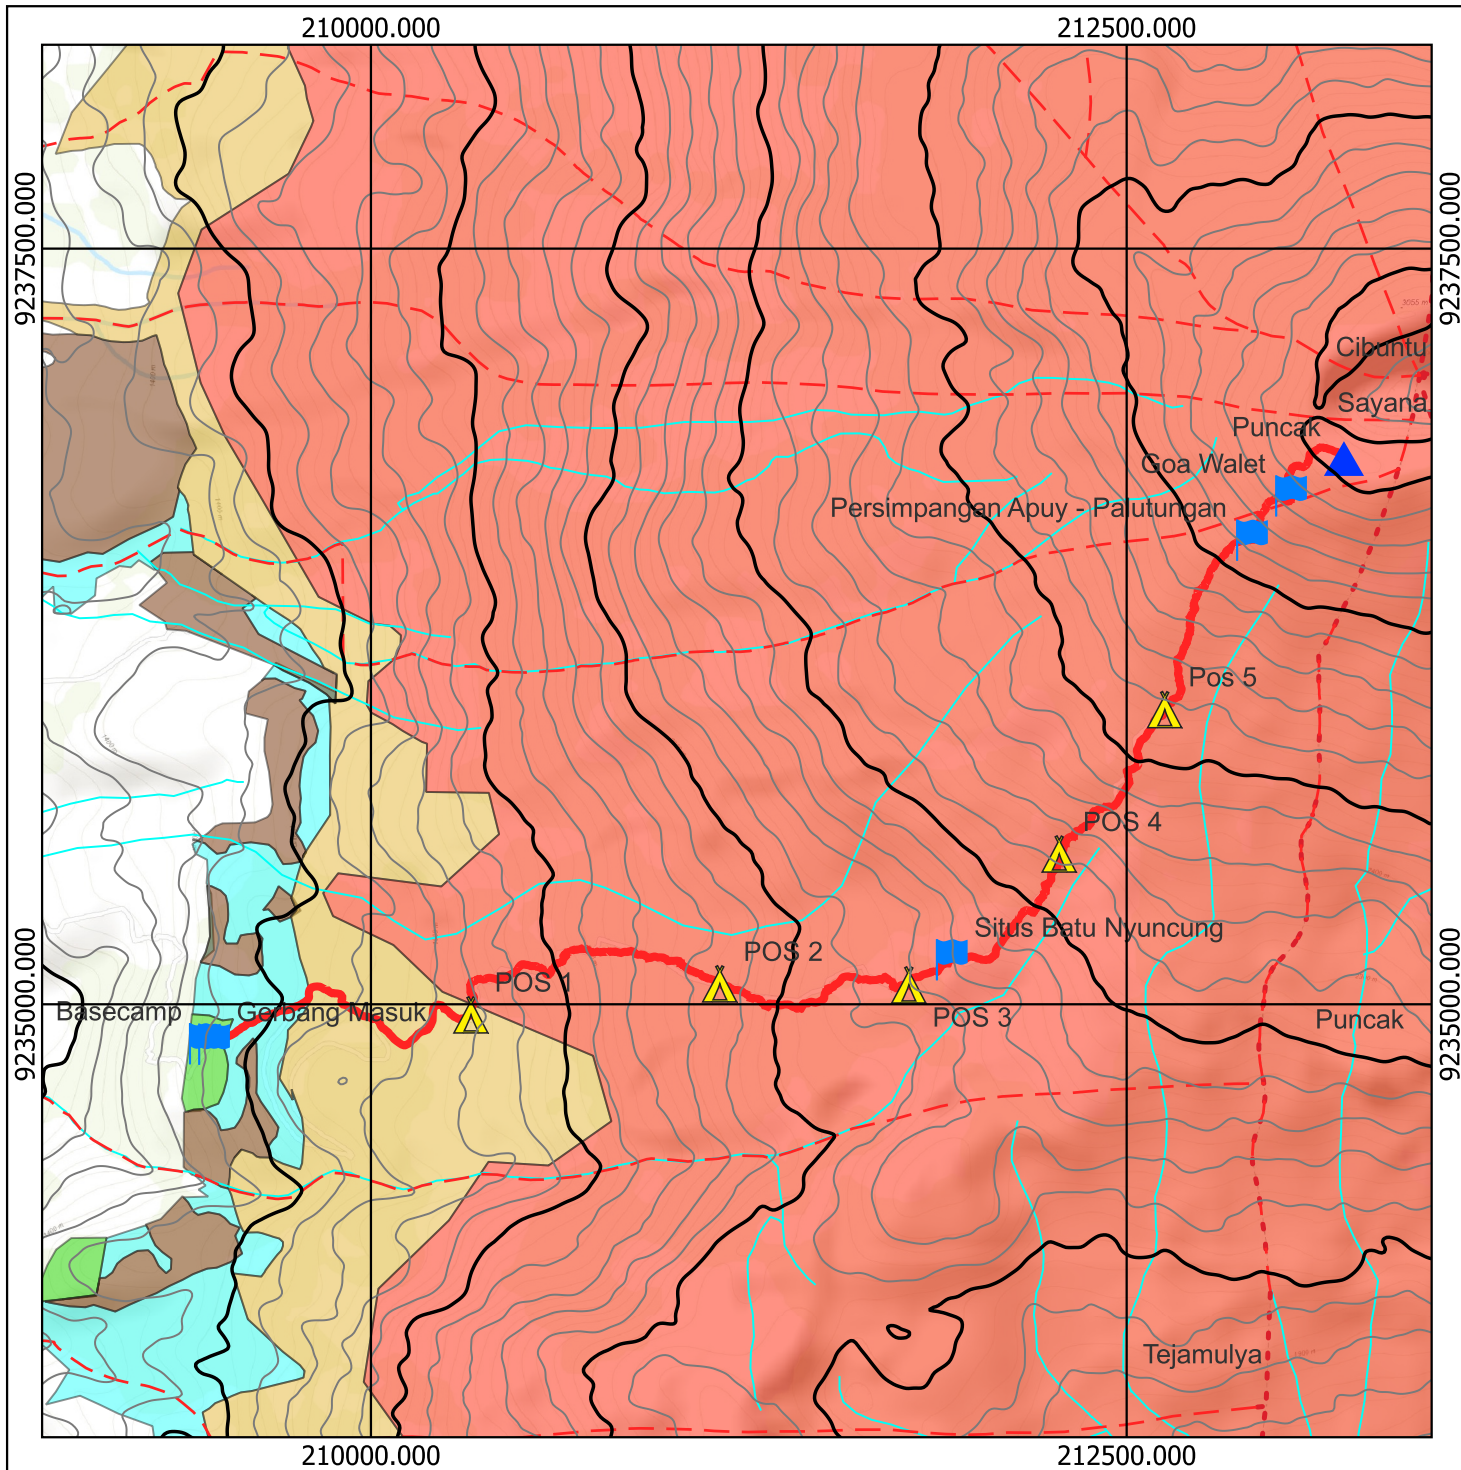 210000.000
212500.000
9237500.000
9237500.000
3055 m
Cibuntu
Sayana
Puncak
Goa Walet
Persimpangan Apuy - Palutungan
Pos 5
POS 4
Situs Batu Nyuncung
POS 2
POS 1
POS 3
Basecamp
Gerbang Masuk
Puncak
9235000.000
9235000.000
Tejamulya
210000.000
212500.000